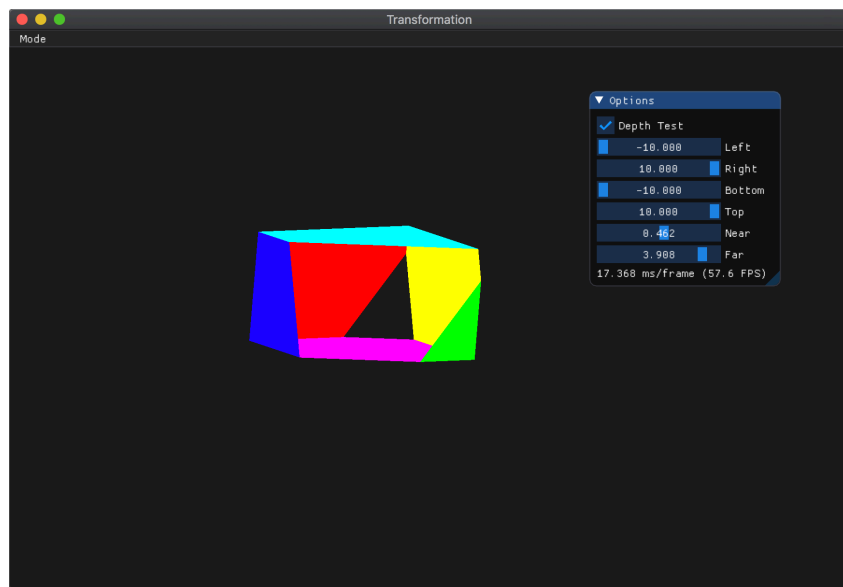 Transformation
Mode
Options
Depth Test
-10.000 Left
10.000 Right
-10.000 Bottom
10.000 Top
0.462 Near
3.908 Far
17.368 ms/frame (57.6 FPS)